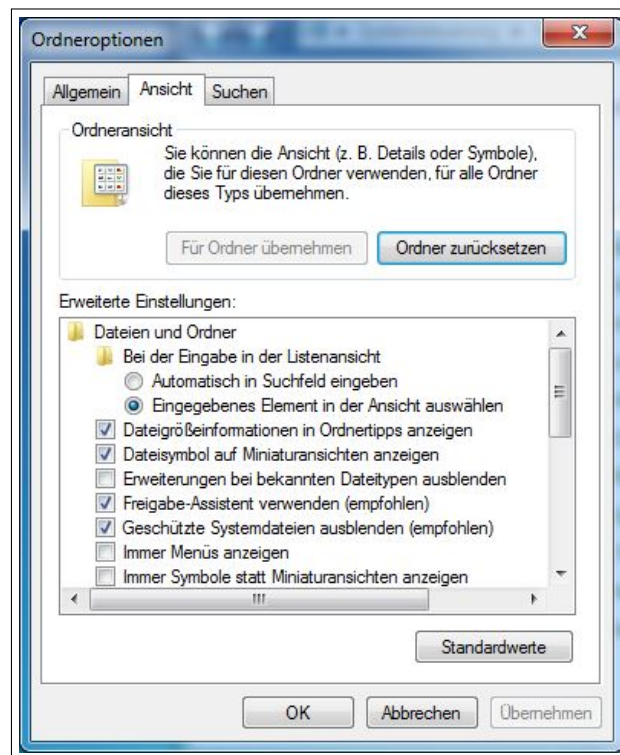 Ordneroptionen
Allgemein Ansicht Suchen
Ordneransicht
Sie können die Ansicht (z. B. Details oder Symbole),
die Sie für diesen Ordner verwenden, für alle Ordner
dieses Typs übernehmen.
Für Ordner übernehmen Ordner zurücksetzen
Erweiterte Einstellungen:
Dateien und Ordner
Bei der Eingabe in der Listenansicht
Automatisch in Suchfeld eingeben
Eingegebenes Element in der Ansicht auswählen
Dateigrößeinformationen in Ordnertipps anzeigen
Dateisymbol auf Miniaturansichten anzeigen
Erweiterungen bei bekannten Dateitypen ausblenden
Freigabe-Assistent verwenden (empfohlen)
Geschützte Systemdateien ausblenden (empfohlen)
Immer Menüs anzeigen
Immer Symbole statt Miniaturansichten anzeigen
Standardwerte
OK Abbrechen Übernehmen